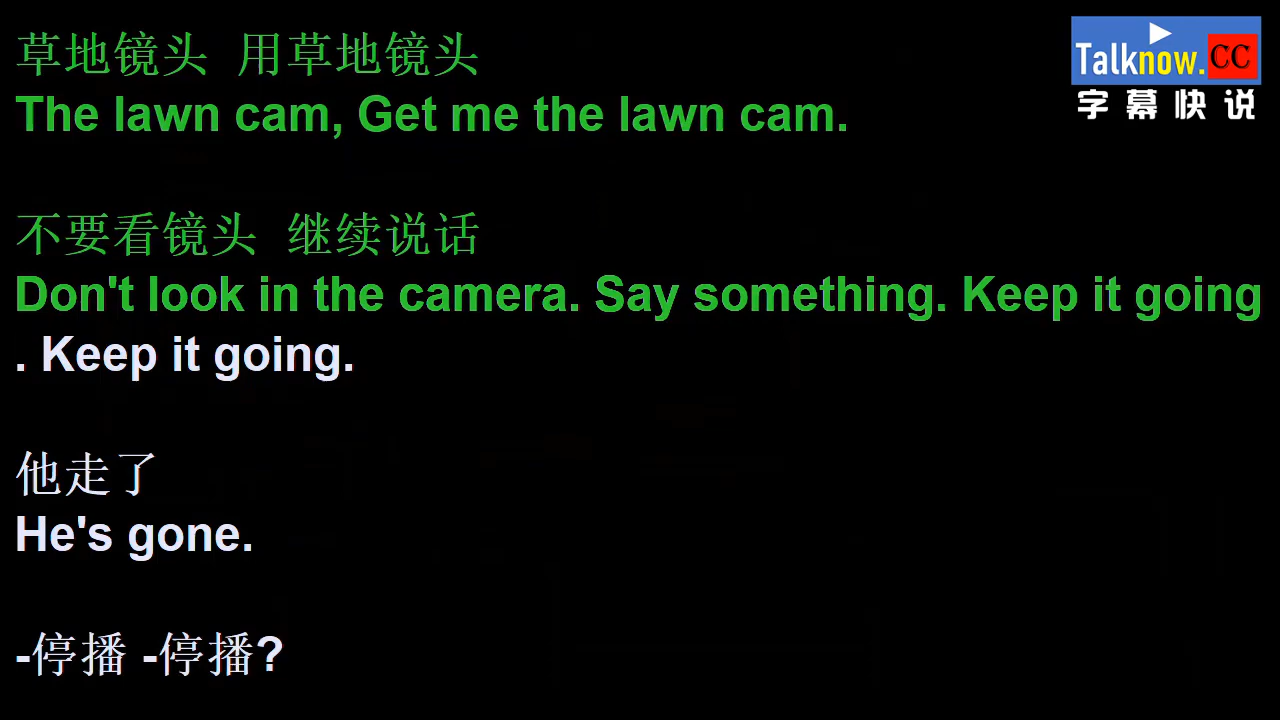 草地镜头 用草地镜头
The lawn cam, Get me the lawn cam.
不要看镜头 继续说话
Don't look in the camera. Say something. Keep it going
. Keep it going.
他走了
He's gone.
-停播 -停播?
Talknow.CC
字幕快说